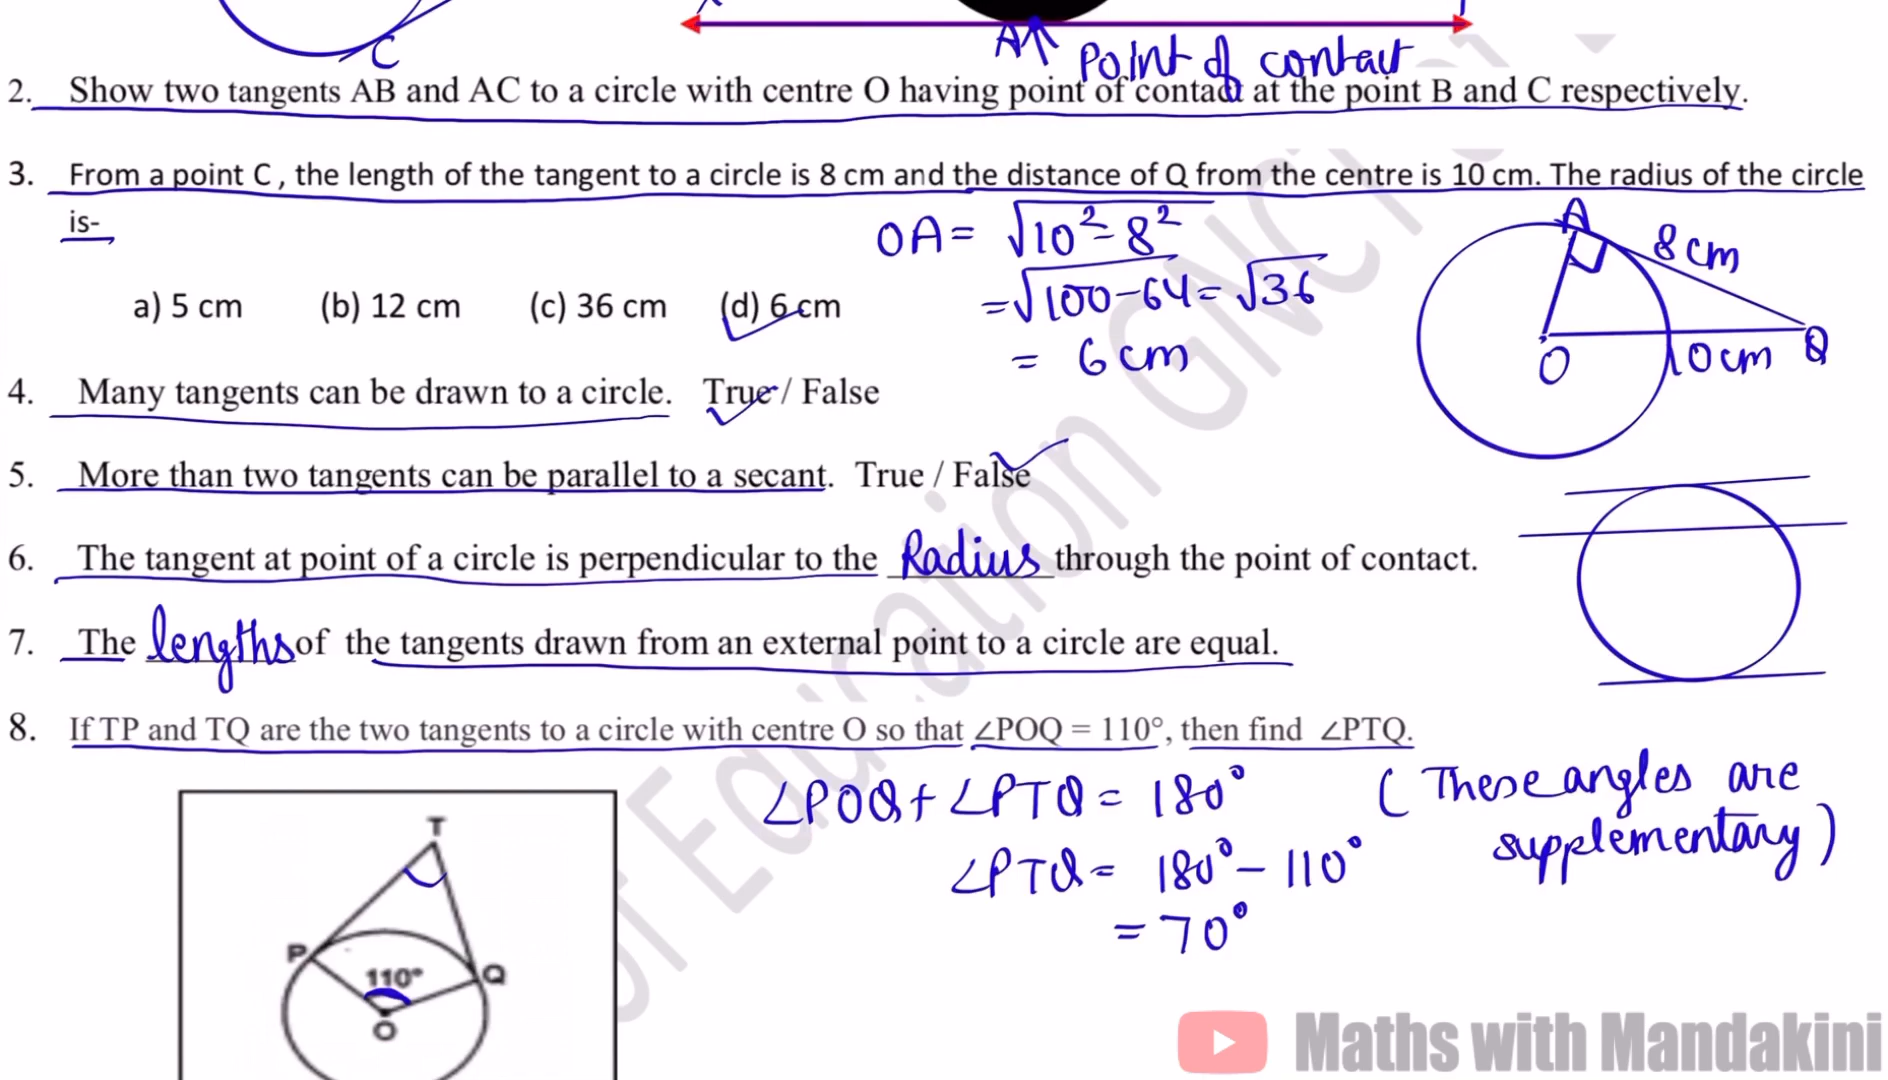 C
A
Point of contact
2. Show two tangents AB and AC to a circle with centre O having point of contact at the point B and C respectively.
3. From a point C, the length of the tangent to a circle is 8 cm and the distance of Q from the centre is 10 cm. The radius of the circle
is-
OA = √10² - 8²
= √100 - 64 = √36
= 6 cm
A
8 cm
O
10 cm
Q
a) 5 cm (b) 12 cm (c) 36 cm (d) 6 cm
4. Many tangents can be drawn to a circle. True / False
5. More than two tangents can be parallel to a secant. True / False
6. The tangent at point of a circle is perpendicular to the Radius through the point of contact.
7. The lengths of the tangents drawn from an external point to a circle are equal.
8. If TP and TQ are the two tangents to a circle with centre O so that ∠POQ = 110°, then find ∠PTQ.
∠POQ + ∠PTQ = 180° (These angles are
supplementary)
∠PTQ = 180° - 110°
= 70°
T
P
110°
Q
O
of Education GNCT
Maths with Mandakini